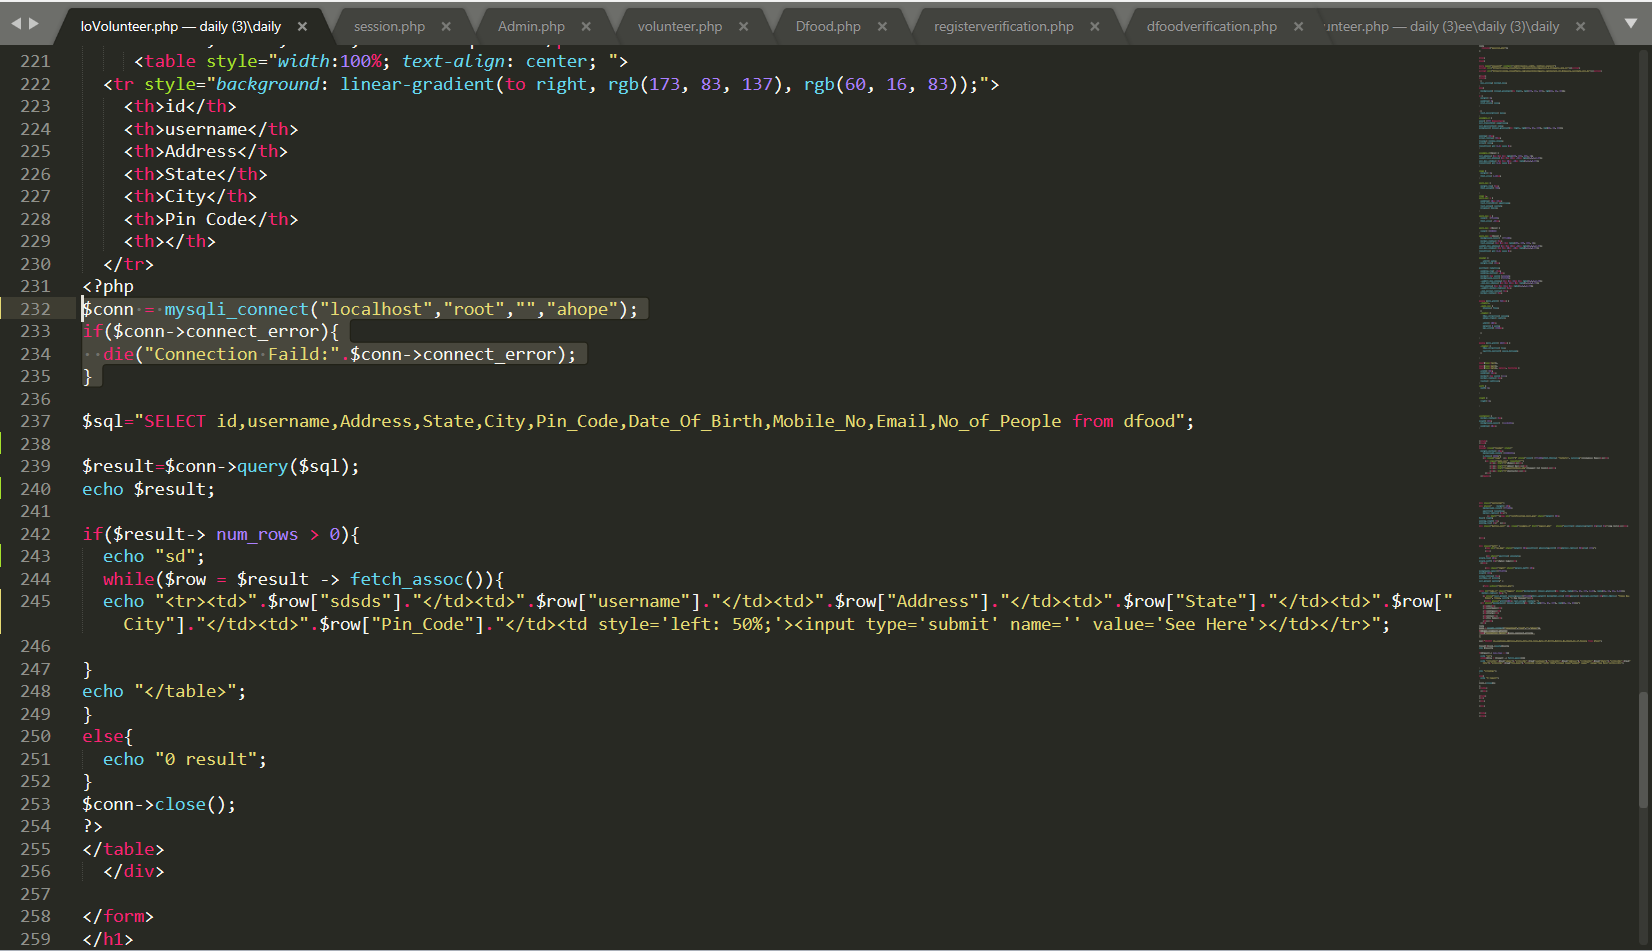 loVolunteer.php — daily (3)\daily × session.php × Admin.php × volunteer.php × Dfood.php × registerverification.php × dfoodverification.php × unteer.php — daily (3)ee\daily (3)\daily ×
221 <table style="width:100%; text-align: center; ">
222 <tr style="background: linear-gradient(to right, rgb(173, 83, 137), rgb(60, 16, 83));">
223 <th>id</th>
224 <th>username</th>
225 <th>Address</th>
226 <th>State</th>
227 <th>City</th>
228 <th>Pin Code</th>
229 <th></th>
230 </tr>
231 <?php
232 $conn = mysqli_connect("localhost","root","","ahope");
233 if($conn->connect_error){
234 die("Connection Faild:".$conn->connect_error);
235 }
236
237 $sql="SELECT id,username,Address,State,City,Pin_Code,Date_Of_Birth,Mobile_No,Email,No_of_People from dfood";
238
239 $result=$conn->query($sql);
240 echo $result;
241
242 if($result-> num_rows > 0){
243 echo "sd";
244 while($row = $result -> fetch_assoc()){
245 echo "<tr><td>".$row["sdsds"]."</td><td>".$row["username"]."</td><td>".$row["Address"]."</td><td>".$row["State"]."</td><td>".$row["
City"]."</td><td>".$row["Pin_Code"]."</td><td style='left: 50%;'><input type='submit' name='' value='See Here'></td></tr>";
246
247 }
248 echo "</table>";
249 }
250 else{
251 echo "0 result";
252 }
253 $conn->close();
254 ?>
255 </table>
256 </div>
257
258 </form>
259 </h1>